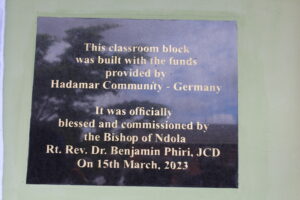 This classroom block
was built with the funds
provided by
Hadamar Community - Germany
It was officially
blessed and commissioned by
the Bishop of Ndola
Rt. Rev. Dr. Benjamin Phiri, JCD
On 15th March, 2023